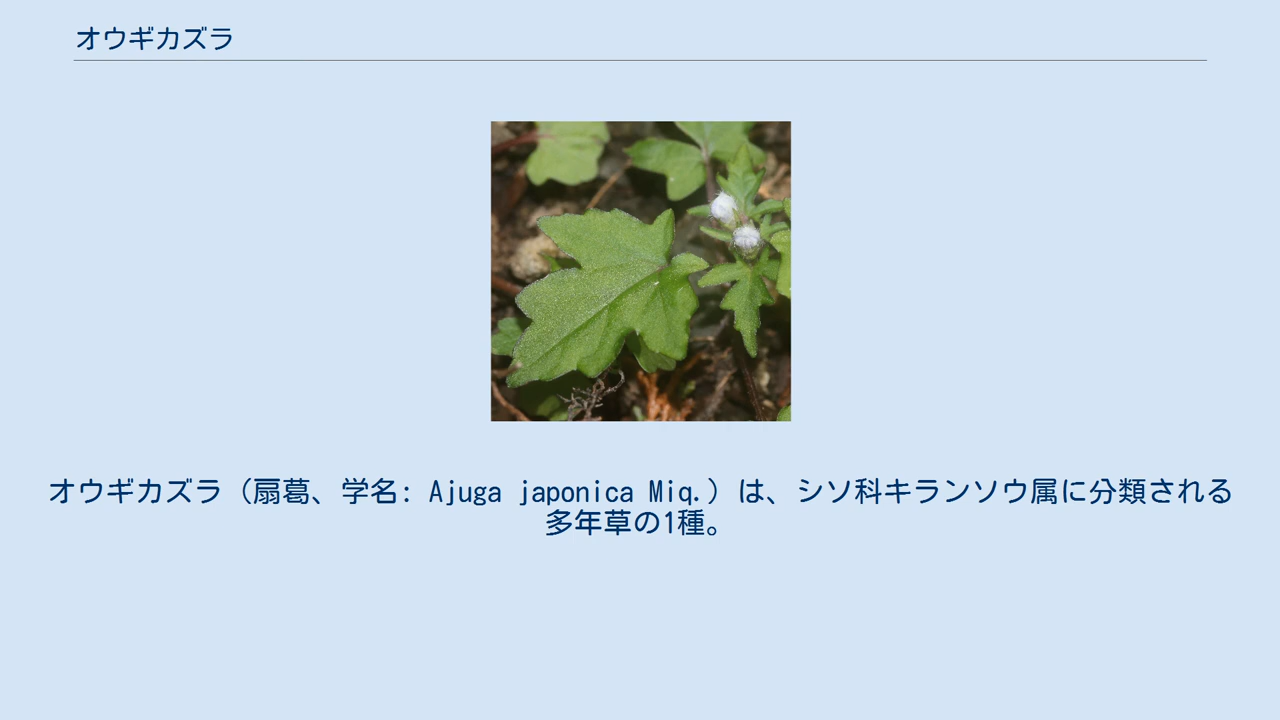 オウギカズラ
オウギカズラ（扇葛、学名: Ajuga japonica Miq.）は、シソ科キランソウ属に分類される
多年草の1種。